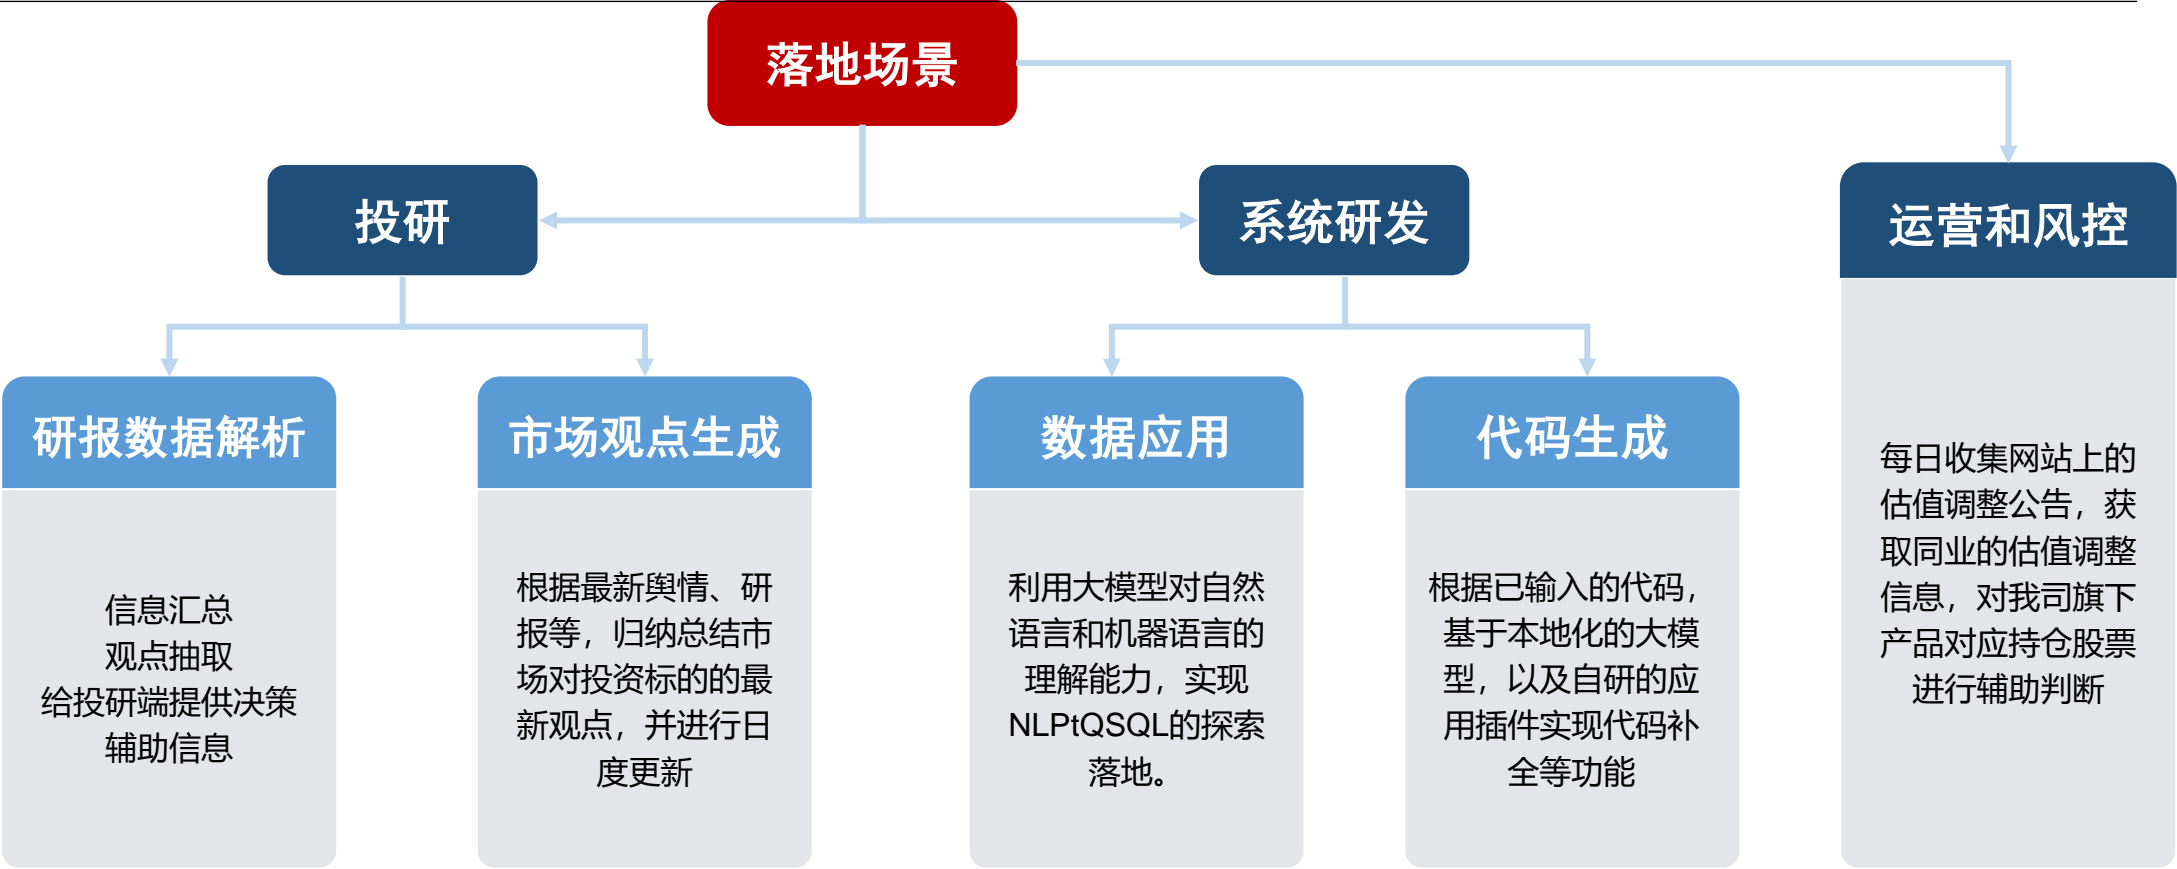 落地场景
投研
系统研发
运营和风控
研报数据解析
市场观点生成
数据应用
代码生成
信息汇总
观点抽取
给投研端提供决策
辅助信息
根据最新舆情、研
报等，归纳总结市
场对投资标的的最
新观点，并进行日
度更新
利用大模型对自然
语言和机器语言的
理解能力，实现
NLPtQSQL的探索
落地。
根据已输入的代码，
基于本地化的大模
型，以及自研的应
用插件实现代码补
全等功能
每日收集网站上的
估值调整公告，获
取同业的估值调整
信息，对我司旗下
产品对应持仓股票
进行辅助判断